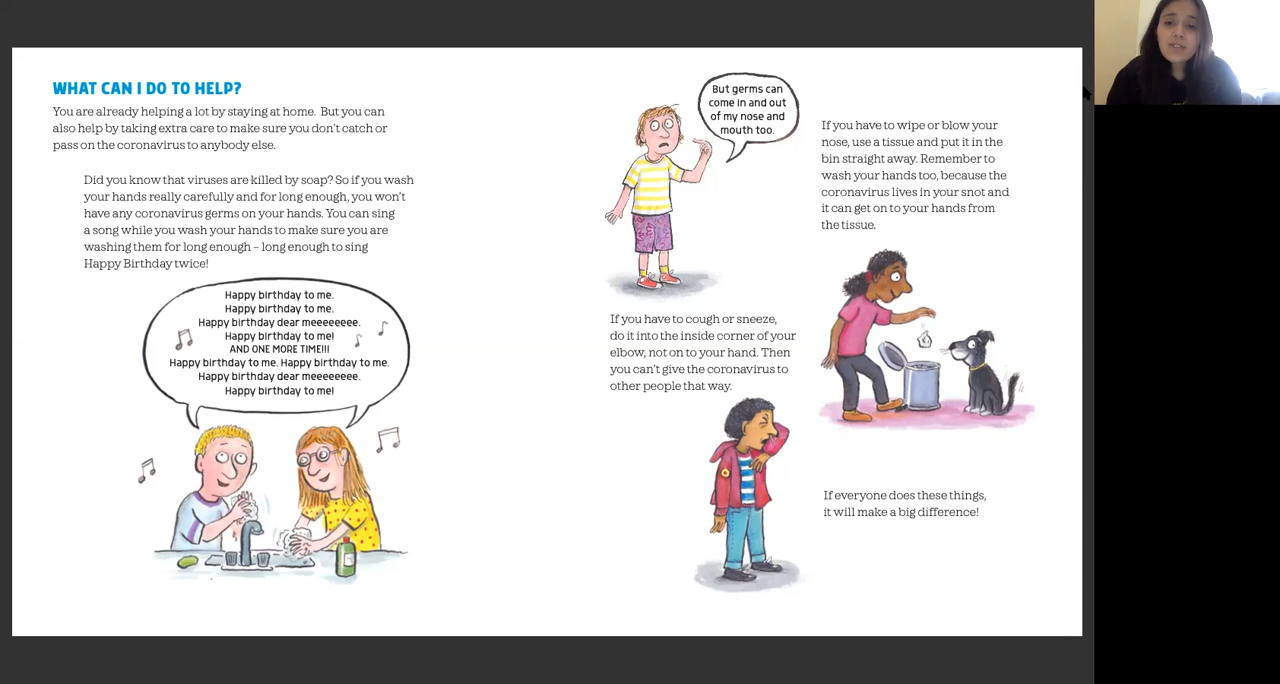 WHAT CAN I DO TO HELP?
You are already helping a lot by staying at home. But you can
also help by taking extra care to make sure you don't catch or
pass on the coronavirus to anybody else.
Did you know that viruses are killed by soap? So if you wash
your hands really carefully and for long enough, you won't
have any coronavirus germs on your hands. You can sing
a song while you wash your hands to make sure you are
washing them for long enough – long enough to sing
Happy Birthday twice!
Happy birthday to me.
Happy birthday to me.
Happy birthday dear meeeeeeee.
Happy birthday to me!
AND ONE MORE TIME!!!
Happy birthday to me. Happy birthday to me.
Happy birthday dear meeeeeeee.
Happy birthday to me!
But germs can
come in and out
of my nose and
mouth too.
If you have to cough or sneeze,
do it into the inside corner of your
elbow, not on to your hand. Then
you can't give the coronavirus to
other people that way.
If you have to wipe or blow your
nose, use a tissue and put it in the
bin straight away. Remember to
wash your hands too, because the
coronavirus lives in your snot and
it can get on to your hands from
the tissue.
If everyone does these things,
it will make a big difference!